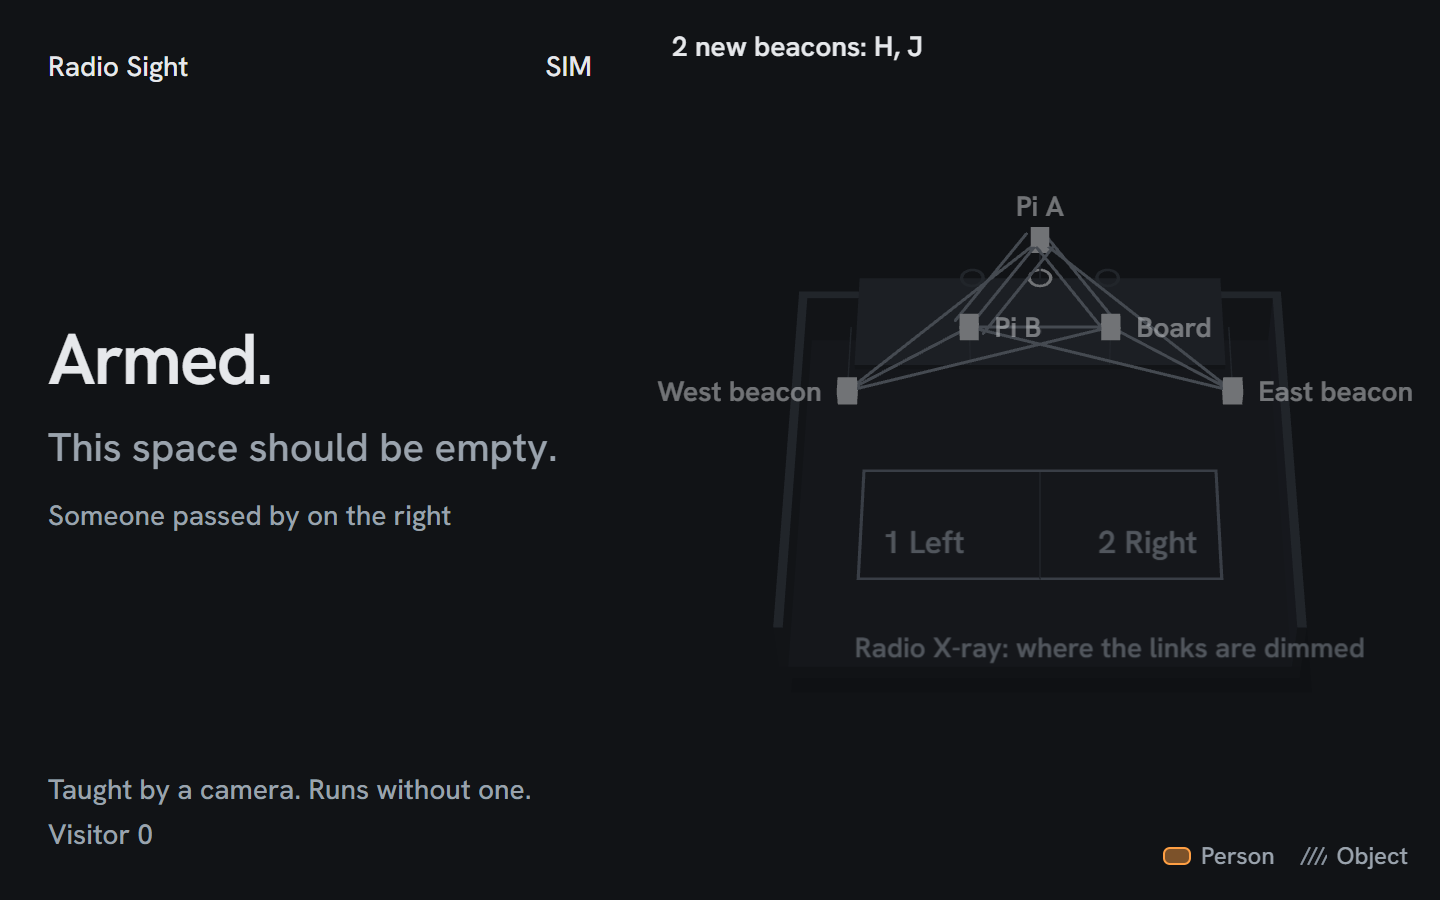 Radio Sight
SIM
2 new beacons: H, J
Armed.
This space should be empty.
Someone passed by on the right
Pi A
Pi B
Board
West beacon
East beacon
1 Left
2 Right
Radio X-ray: where the links are dimmed
Taught by a camera. Runs without one.
Visitor 0
Person
Object